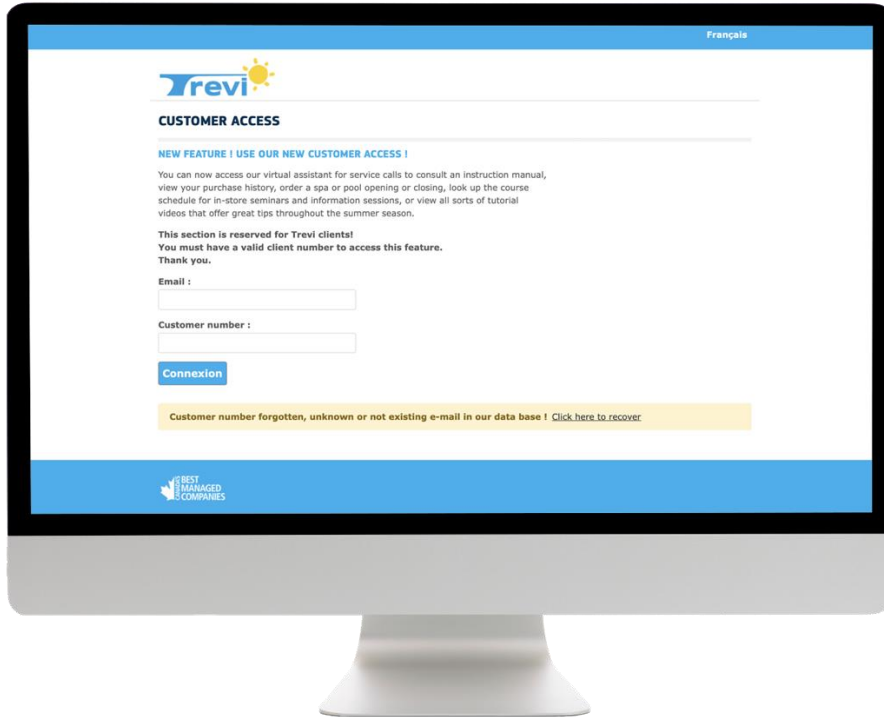 Français
Trevi
CUSTOMER ACCESS
NEW FEATURE ! USE OUR NEW CUSTOMER ACCESS !
You can now access our virtual assistant for service calls to consult an instruction manual,
view your purchase history, order a spa or pool opening or closing, look up the course
schedule for in-store seminars and information sessions, or view all sorts of tutorial
videos that offer great tips throughout the summer season.
This section is reserved for Trevi clients!
You must have a valid client number to access this feature.
Thank you.
Email :
Customer number :
Connexion
Customer number forgotten, unknown or not existing e-mail in our data base ! Click here to recover
CANADA'S
BEST
MANAGED
COMPANIES